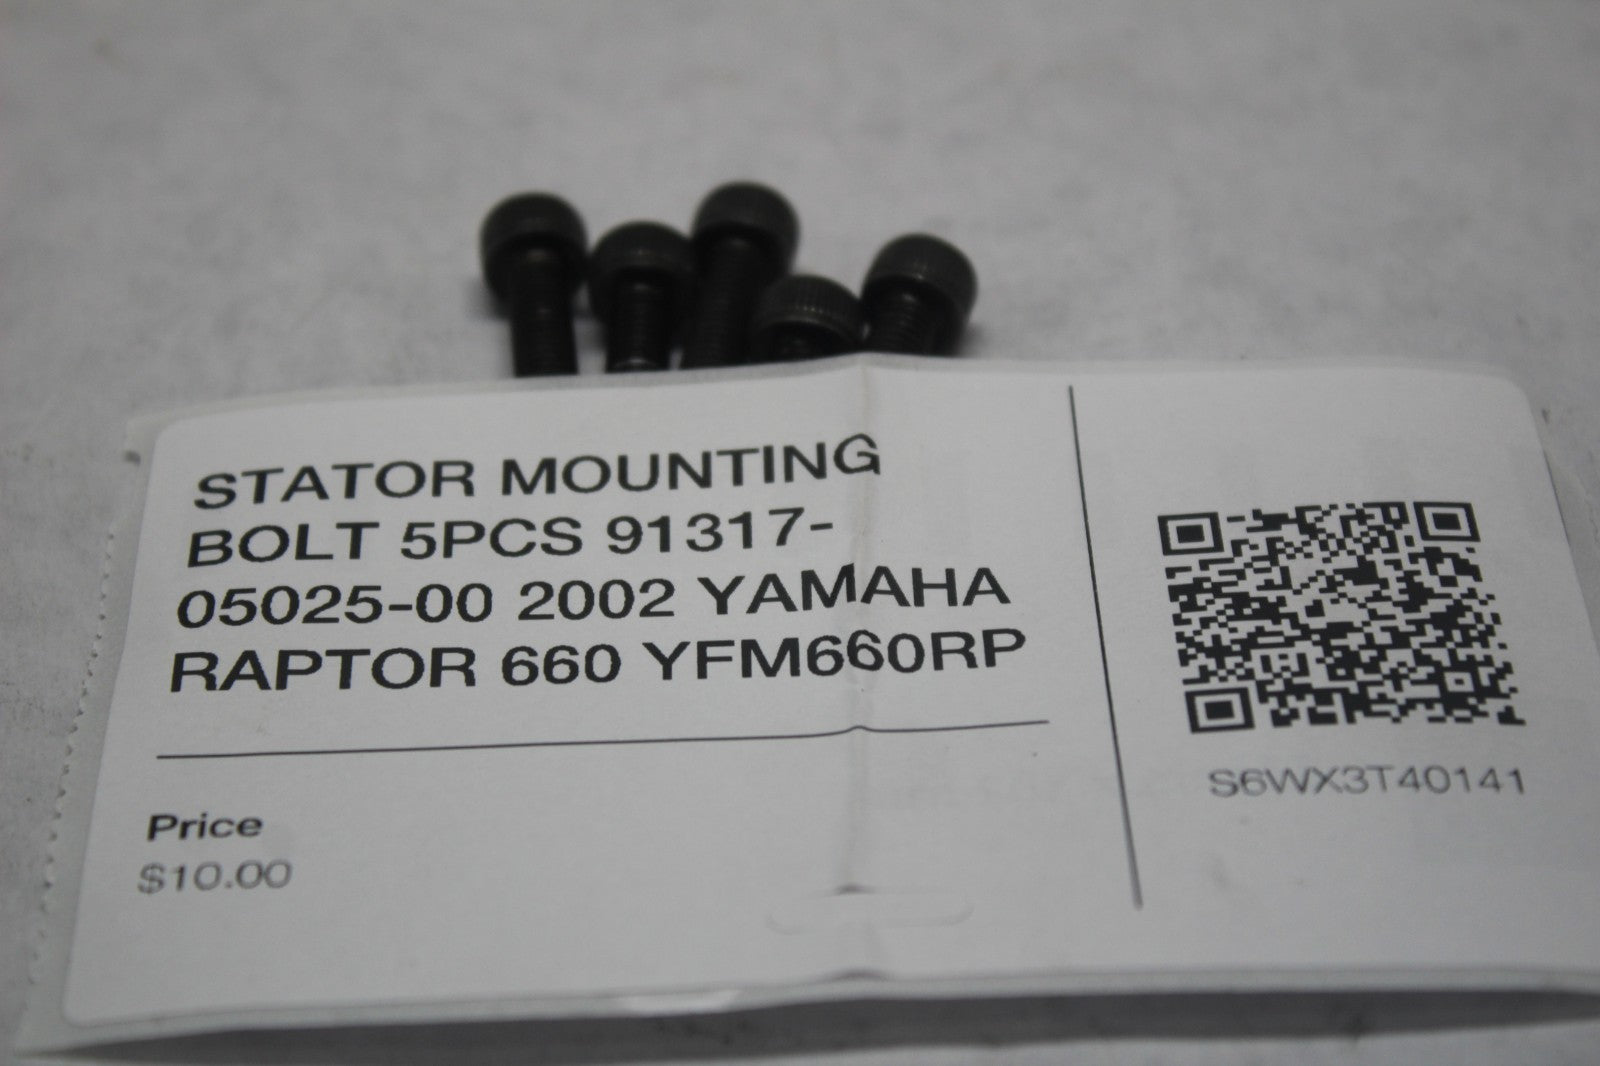 STATOR MOUNTING
BOLT 5PCS 91317-
05025-00 2002 YAMAHA
RAPTOR 660 YFM660RP
Price
$10.00
S6WX3T40141